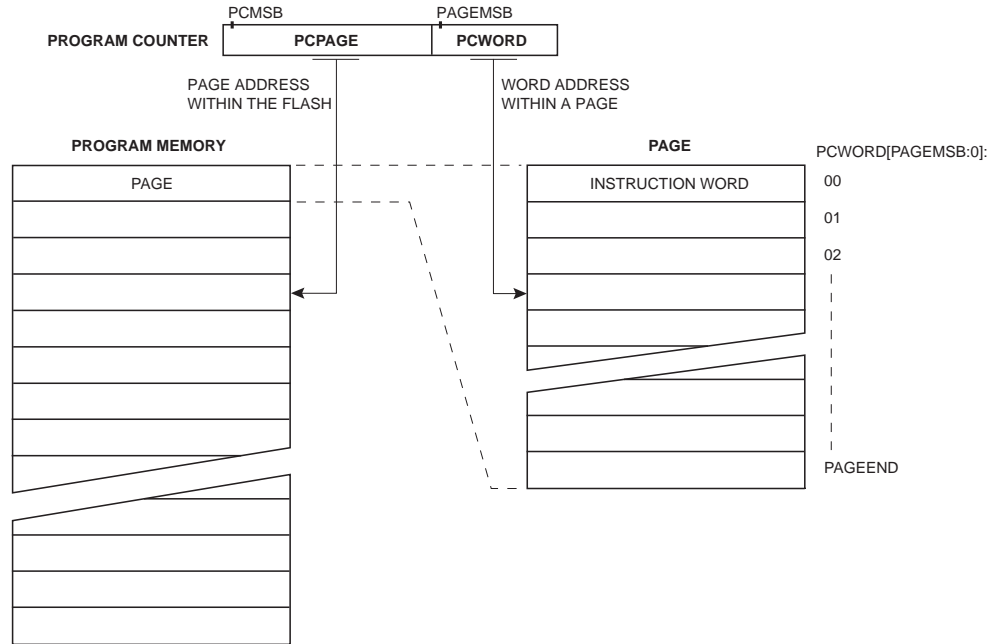 PCMSB PAGEMSB
PROGRAM COUNTER PCPAGE PCWORD
PAGE ADDRESS
WITHIN THE FLASH
WORD ADDRESS
WITHIN A PAGE
PROGRAM MEMORY
PAGE
PAGE
INSTRUCTION WORD
PCWORD[PAGEMSB:0]:
00
01
02
PAGEEND